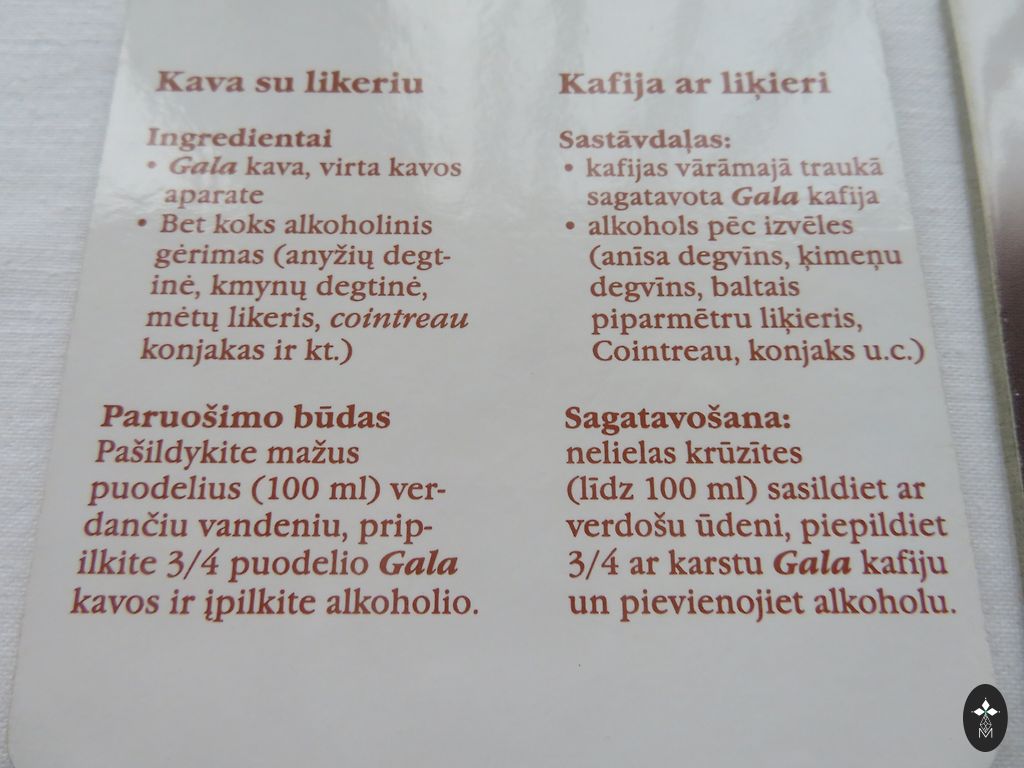 Kava su likeriu
Ingredientai
• Gala kava, virta kavos
aparate
• Bet koks alkoholinis
gėrimas (anyžių degt-
inė, kmynų degtinė,
mėtų likeris, cointreau
konjakas ir kt.)
Paruošimo būdas
Pašildykite mažus
puodelius (100 ml) ver-
dančiu vandeniu, prip-
ilkite 3/4 puodelio Gala
kavos ir įpilkite alkoholio.
Kafija ar liķieri
Sastāvdaļas:
• kafijas vārāmajā traukā
sagatavota Gala kafija
• alkohols pēc izvēles
(anīsa degvīns, ķimeņu
degvīns, baltais
piparmētru liķieris,
Cointreau, konjaks u.c.)
Sagatavošana:
nelielas krūzītes
(līdz 100 ml) sasildiet ar
verdošu ūdeni, piepildiet
3/4 ar karstu Gala kafiju
un pievienojiet alkoholu.
M